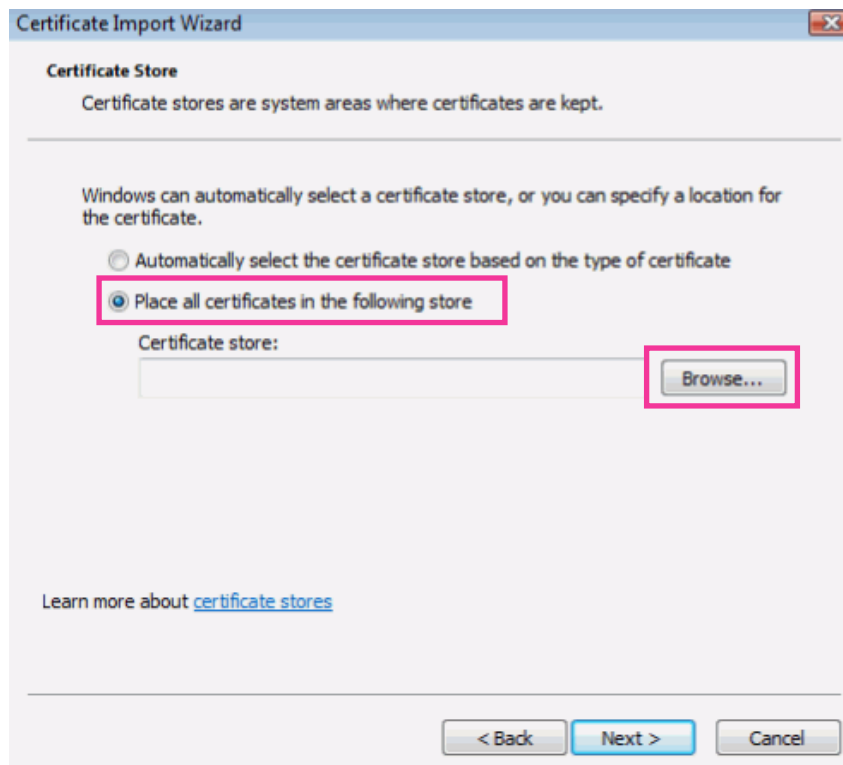 Certificate Import Wizard
Certificate Store
Certificate stores are system areas where certificates are kept.
Windows can automatically select a certificate store, or you can specify a location for
the certificate.
Automatically select the certificate store based on the type of certificate
Place all certificates in the following store
Certificate store:
Browse...
Learn more about certificate stores
< Back Next > Cancel